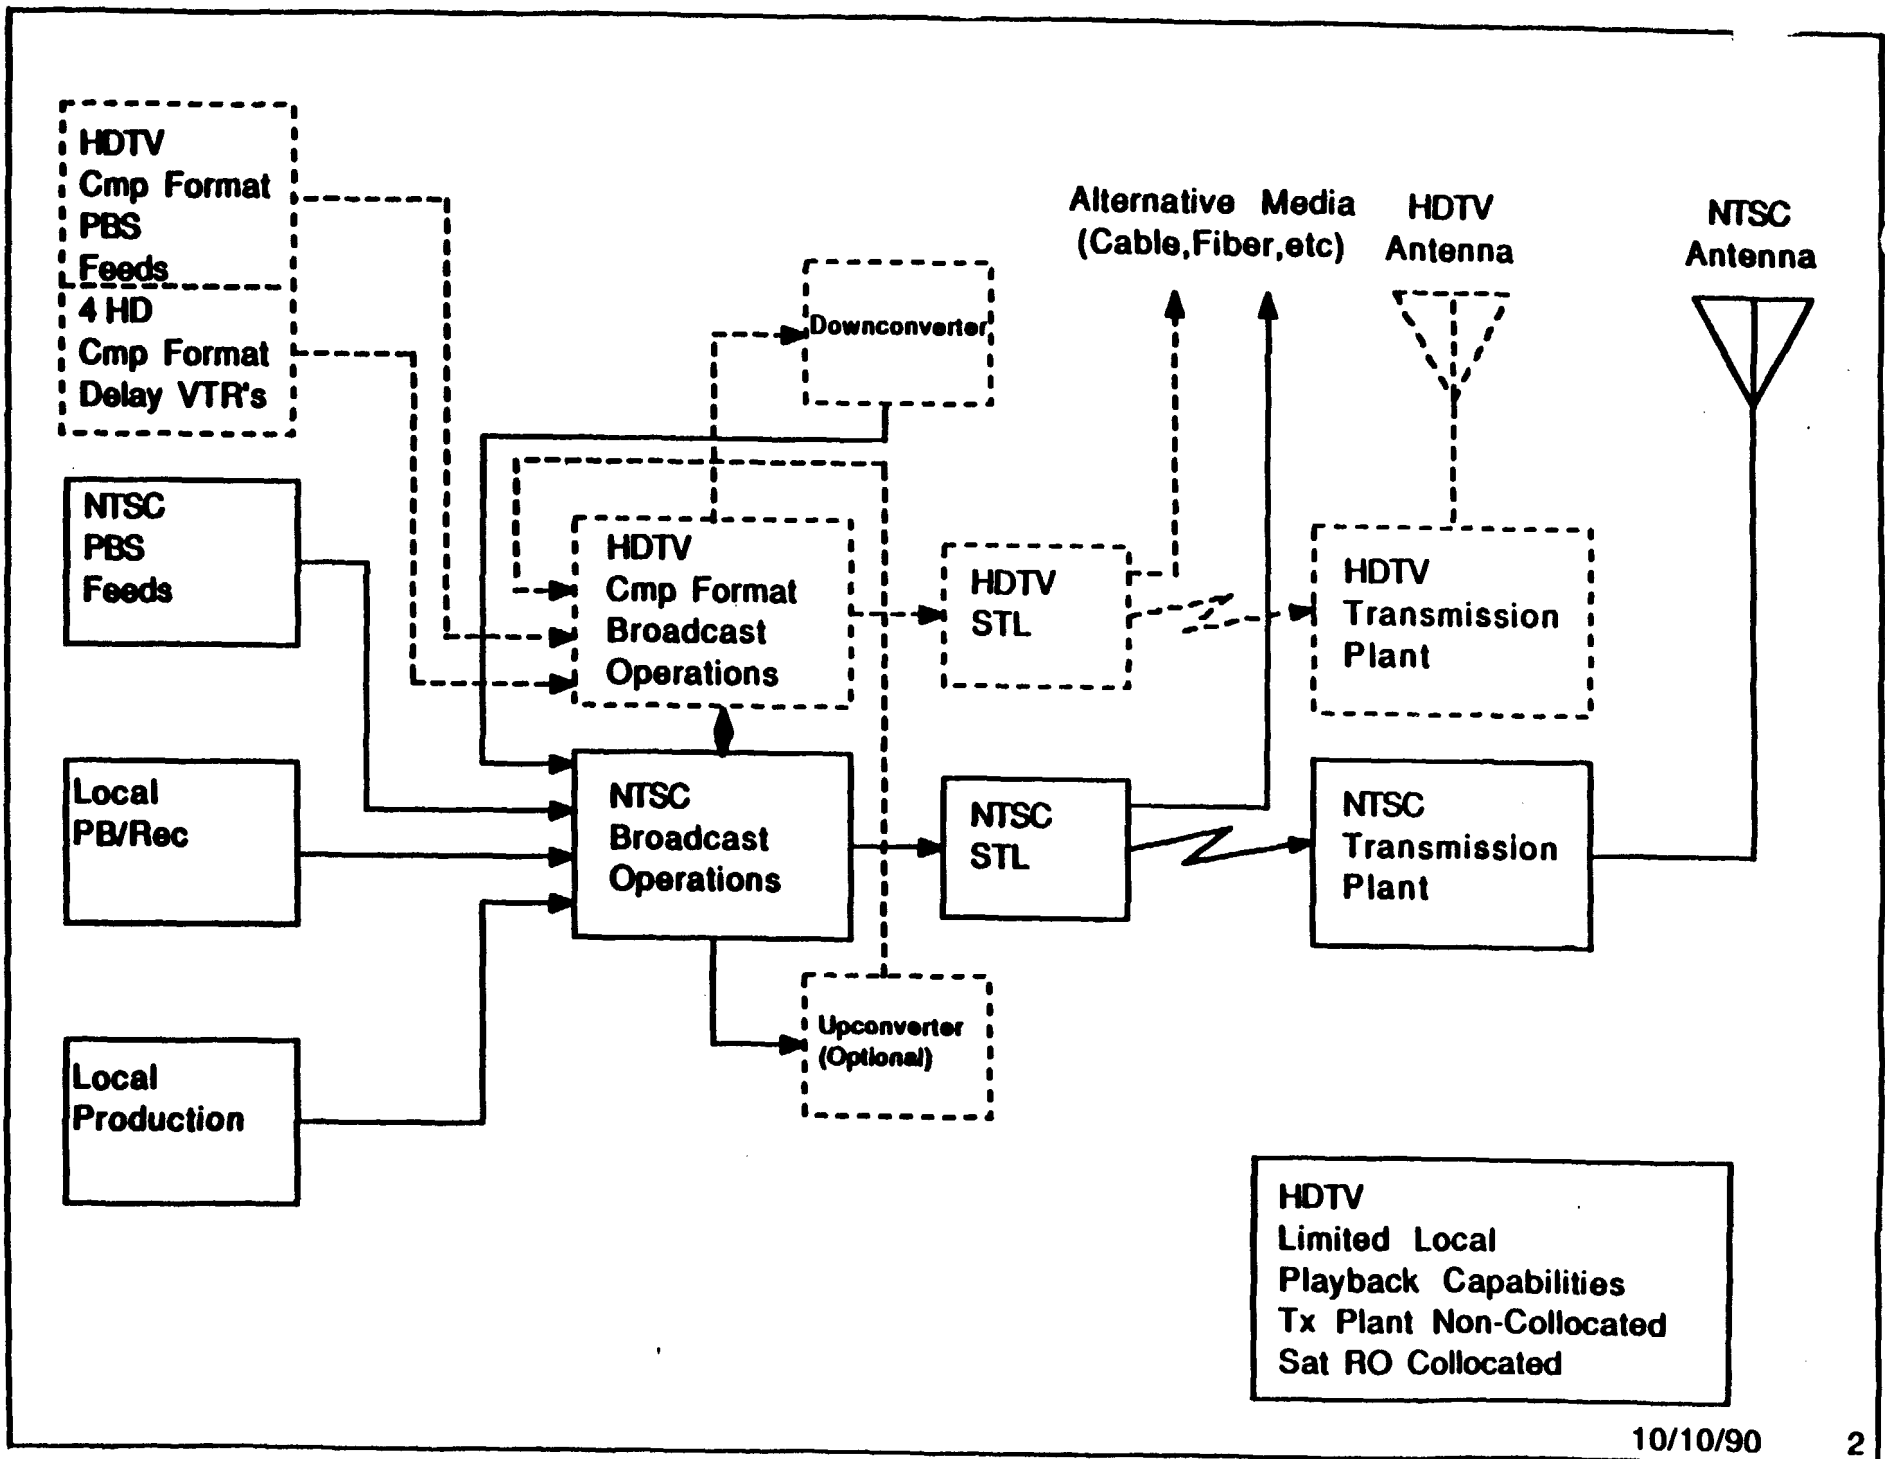 HDTV
Cmp Format
PBS
Feeds
4 HD
Cmp Format
Delay VTR's
NTSC
PBS
Feeds
Local
PB/Rec
Local
Production
Downconverter
HDTV
Cmp Format
Broadcast
Operations
NTSC
Broadcast
Operations
Upconverter
(Optional)
HDTV
STL
NTSC
STL
Alternative Media
(Cable,Fiber,etc)
HDTV
Antenna
NTSC
Antenna
HDTV
Transmission
Plant
NTSC
Transmission
Plant
HDTV
Limited Local
Playback Capabilities
Tx Plant Non-Collocated
Sat RO Collocated
10/10/90 2